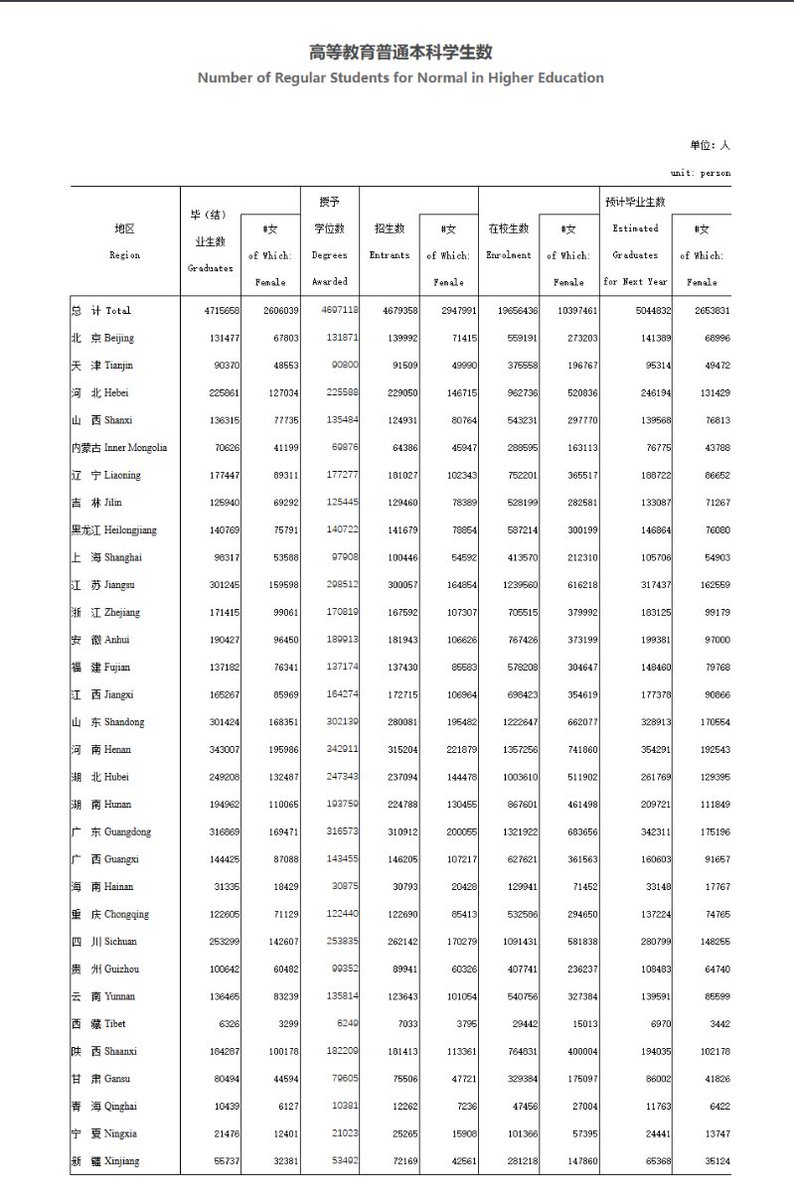 高等教育普通本科学生数
Number of Regular Students for Normal in Higher Education
单位：人
unit: person
地区 Region 毕（结）业生数 Graduates #女 of Which: Female 授予学位数 Degrees Awarded 招生数 Entrants #女 of Which: Female 在校生数 Enrolment #女 of Which: Female 预计毕业生数 Estimated Graduates for Next Year #女 of Which: Female
总 计 Total 4715658 2606039 4697118 4679358 2947991 19656436 10397461 5044832 2653831
北 京 Beijing 131477 67803 131871 139992 71415 559191 273203 141389 68996
天 津 Tianjin 90370 48553 90800 91509 49990 375558 196767 95314 49472
河 北 Hebei 225861 127034 225588 229050 146715 962736 520836 246194 131429
山 西 Shanxi 136315 77735 135484 124931 80764 543231 297770 139568 76813
内蒙古 Inner Mongolia 70626 41199 69876 64386 45947 288595 163113 76775 43788
辽 宁 Liaoning 177447 89311 177277 181027 102343 752201 365517 188722 86652
吉 林 Jilin 125940 69292 125445 129460 78389 528199 282581 133087 71267
黑龙江 Heilongjiang 140769 75791 140722 141679 78854 587214 300199 146864 76080
上 海 Shanghai 98317 53588 97908 100446 54592 413570 212310 105706 54903
江 苏 Jiangsu 301245 159598 298512 300057 164854 1239560 616218 317437 162559
浙 江 Zhejiang 171415 99061 170819 167592 107307 705515 379992 183125 99179
安 徽 Anhui 190427 96450 189913 181943 106626 767426 373199 199381 97000
福 建 Fujian 137182 76341 137174 137430 85583 578208 304647 148460 79768
江 西 Jiangxi 165267 85969 164274 172715 106964 698423 354619 177378 90866
山 东 Shandong 301424 168351 302139 280081 195482 1222647 662077 328913 170554
河 南 Henan 343007 195986 342911 315204 221879 1357256 741860 354291 192543
湖 北 Hubei 249208 132487 247343 237094 144478 1003610 511902 261769 129395
湖 南 Hunan 194962 110065 193759 224788 130455 867601 461498 209721 111849
广 东 Guangdong 316869 169471 316573 310912 200055 1321922 683656 342311 175196
广 西 Guangxi 144425 87088 143455 146205 107217 627621 361563 160603 91657
海 南 Hainan 31335 18429 30875 30793 20428 129941 71452 33148 17767
重 庆 Chongqing 122605 71129 122440 122690 85413 532586 294650 137224 74765
四 川 Sichuan 253299 142607 253835 262142 170279 1091431 581838 280799 148255
贵 州 Guizhou 100642 60482 99352 89941 60326 407741 236237 108483 64740
云 南 Yunnan 136465 83239 135814 123643 101054 540756 327384 139591 85599
西 藏 Tibet 6326 3299 6249 7033 3795 29442 15013 6970 3442
陕 西 Shaanxi 184287 100178 182209 181413 113361 764831 400004 194035 102178
甘 肃 Gansu 80494 44594 79605 75506 47721 329384 175097 86002 41826
青 海 Qinghai 10439 6127 10381 12262 7236 47456 27004 11763 6422
宁 夏 Ningxia 21476 12401 21023 25265 15908 101366 57395 24441 13747
新 疆 Xinjiang 55737 32381 53492 72169 42561 281218 147860 65368 35124